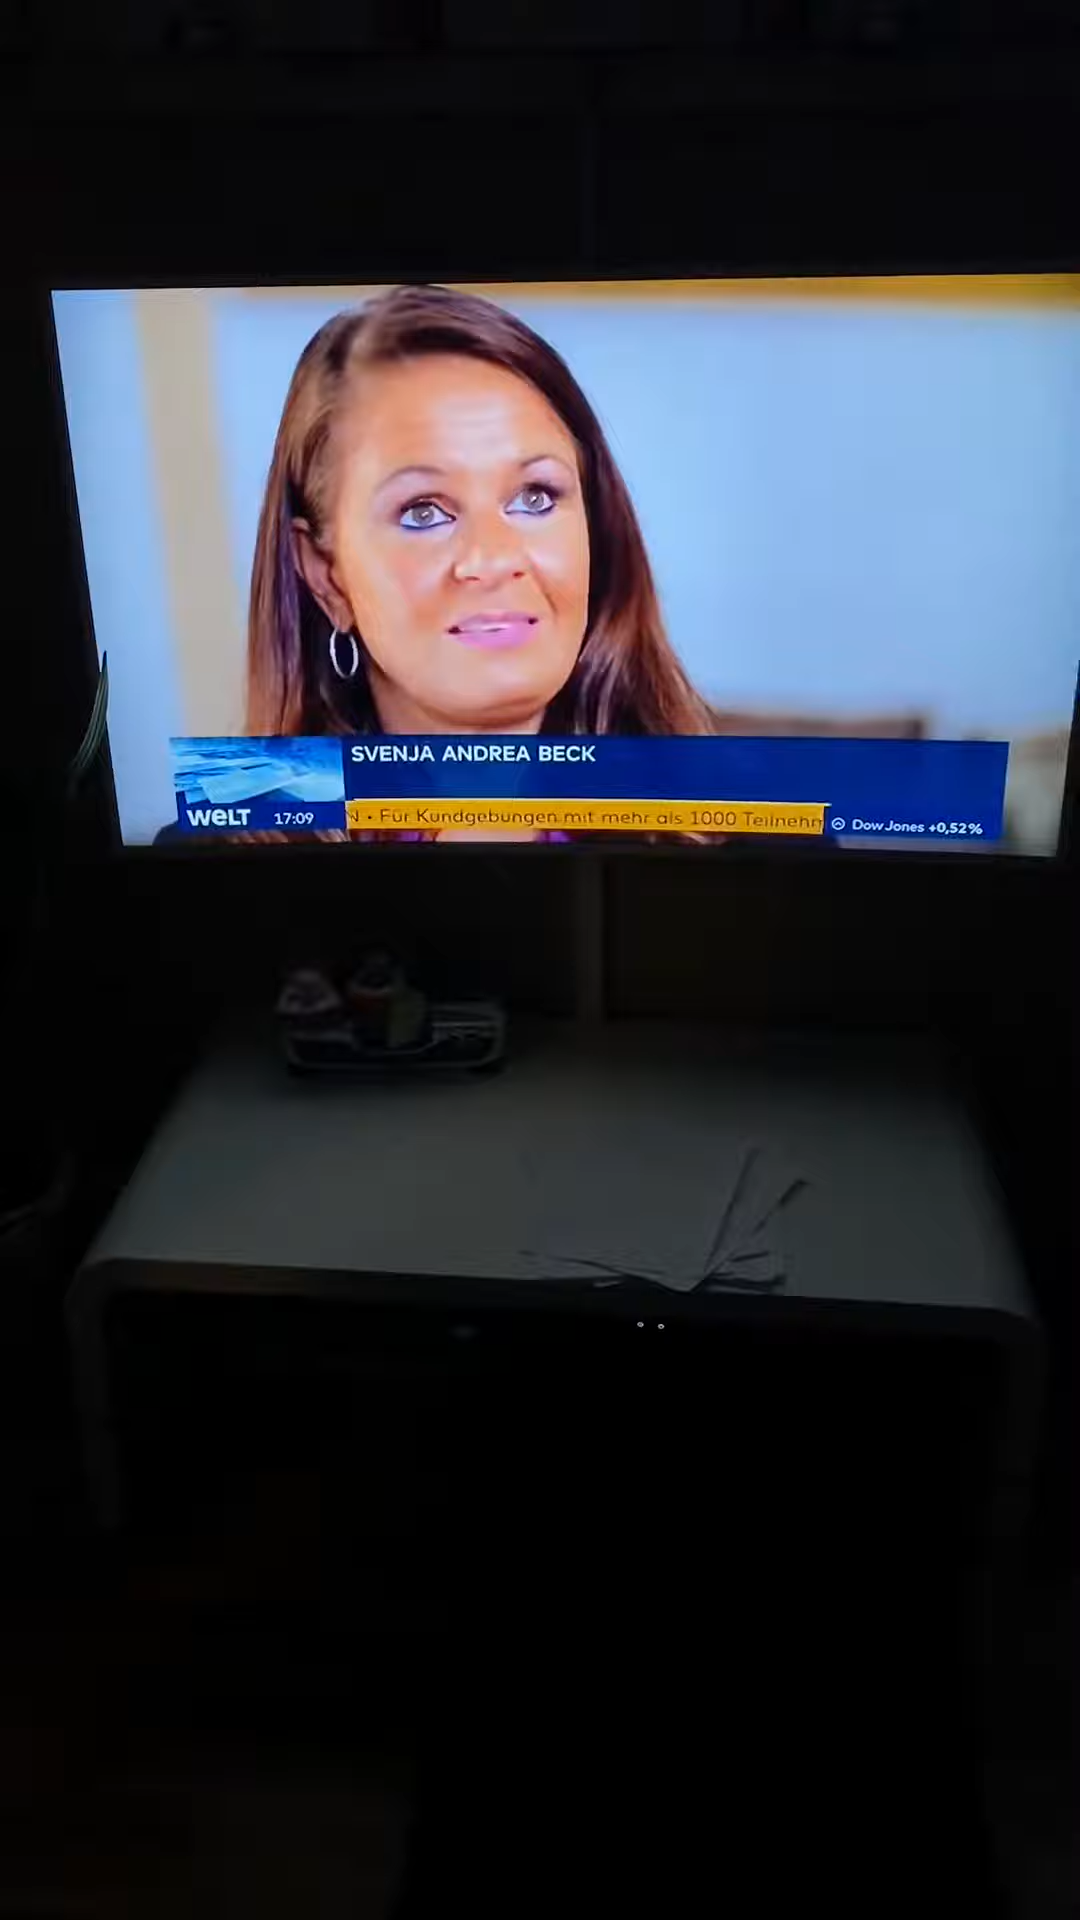 SVENJA ANDREA BECK
WELT 17:09
• Für Kundgebungen mit mehr als 1000
Dow Jones +0,52%